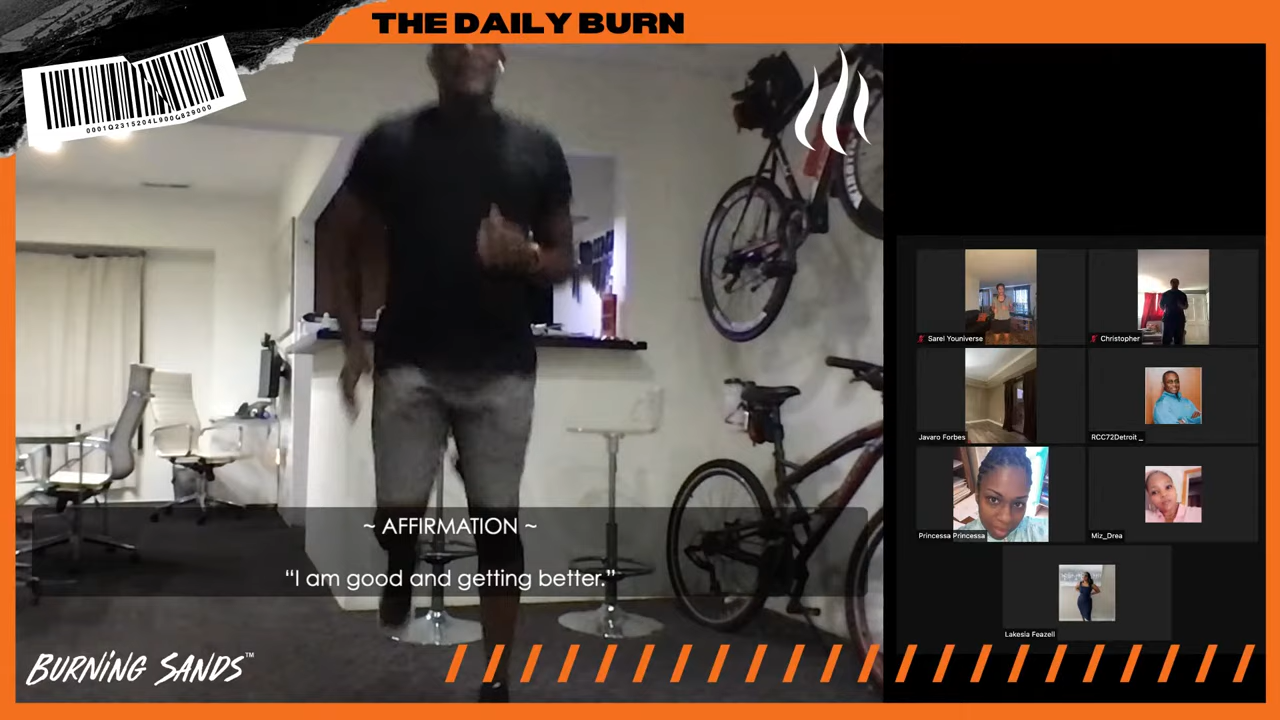 THE DAILY BURN
~ AFFIRMATION ~
“I am good and getting better.”
BURNING SANDS™
Sarel Youniverse
Christopher
Javaro Forbes
RCC72Detroit _
Princessa Princessa
Miz_Drea
Lakesia Feazell